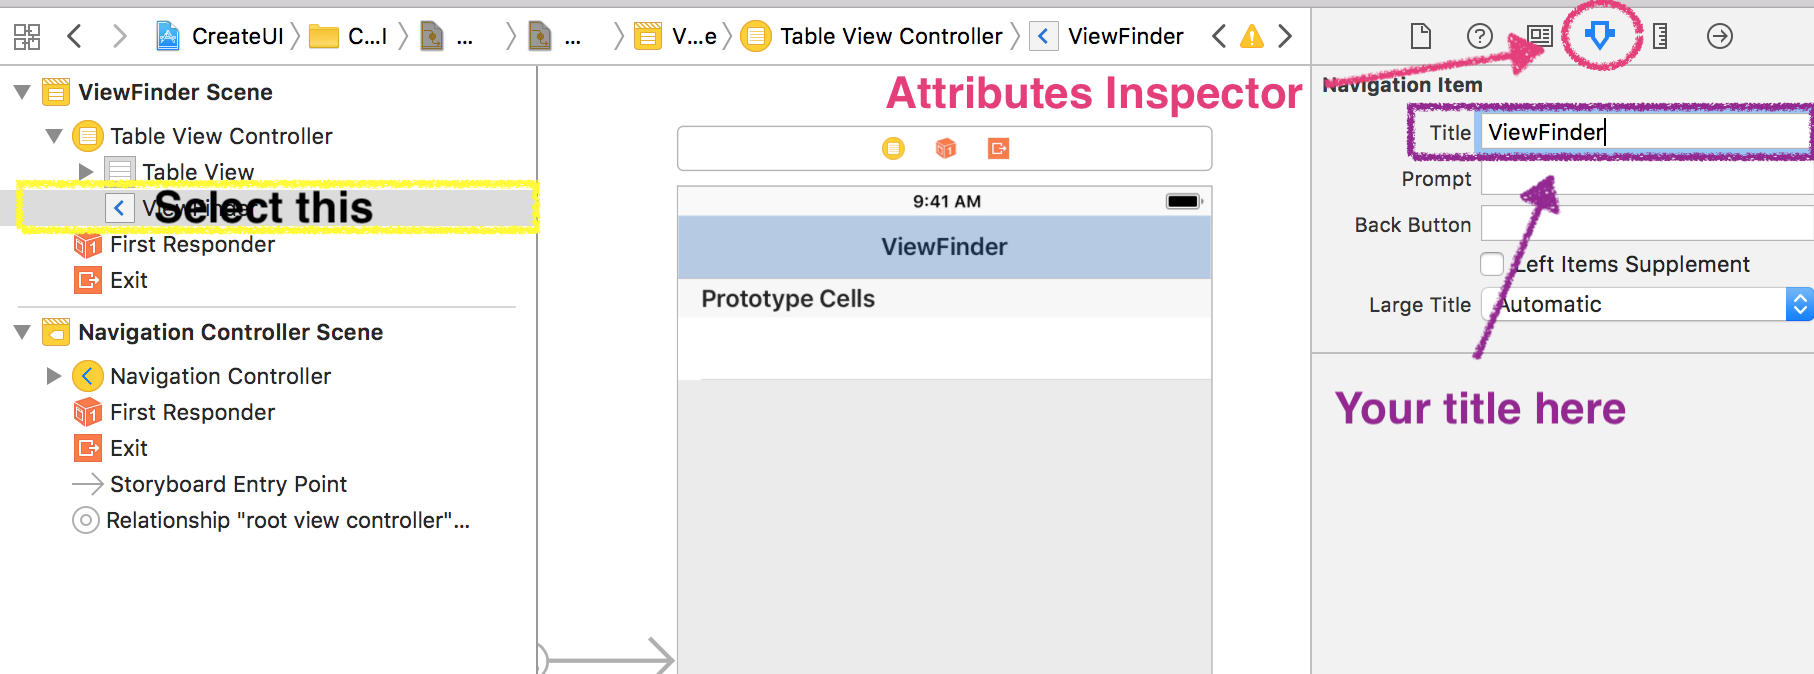 CreateUI C...l ... ... V...e Table View Controller ViewFinder
ViewFinder Scene
Table View Controller
Table View
ViewFinder
Select this
First Responder
Exit
Navigation Controller Scene
Navigation Controller
First Responder
Exit
Storyboard Entry Point
Relationship "root view controller"...
Attributes Inspector
9:41 AM
ViewFinder
Prototype Cells
Navigation Item
Title ViewFinder
Prompt
Back Button
Left Items Supplement
Large Title Automatic
Your title here